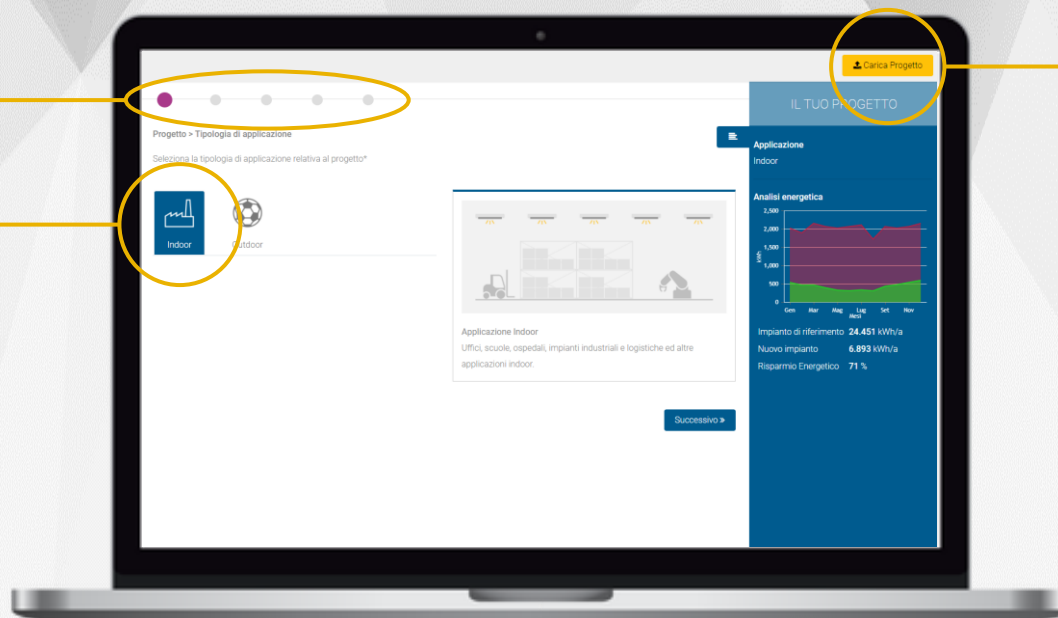 Carica Progetto
IL TUO PROGETTO
Progetto > Tipologia di applicazione
Seleziona la tipologia di applicazione relativa al progetto*
Indoor
Outdoor
Applicazione Indoor
Uffici, scuole, ospedali, impianti industriali e logistiche ed altre
applicazioni indoor.
Successivo »
Applicazione
Indoor
Analisi energetica
2,500
2,000
1,500
1,000
500
0
kWh
Gen Mar Mag Lug Set Nov
Mesi
Impianto di riferimento 24.451 kWh/a
Nuovo impianto 6.893 kWh/a
Risparmio Energetico 71 %